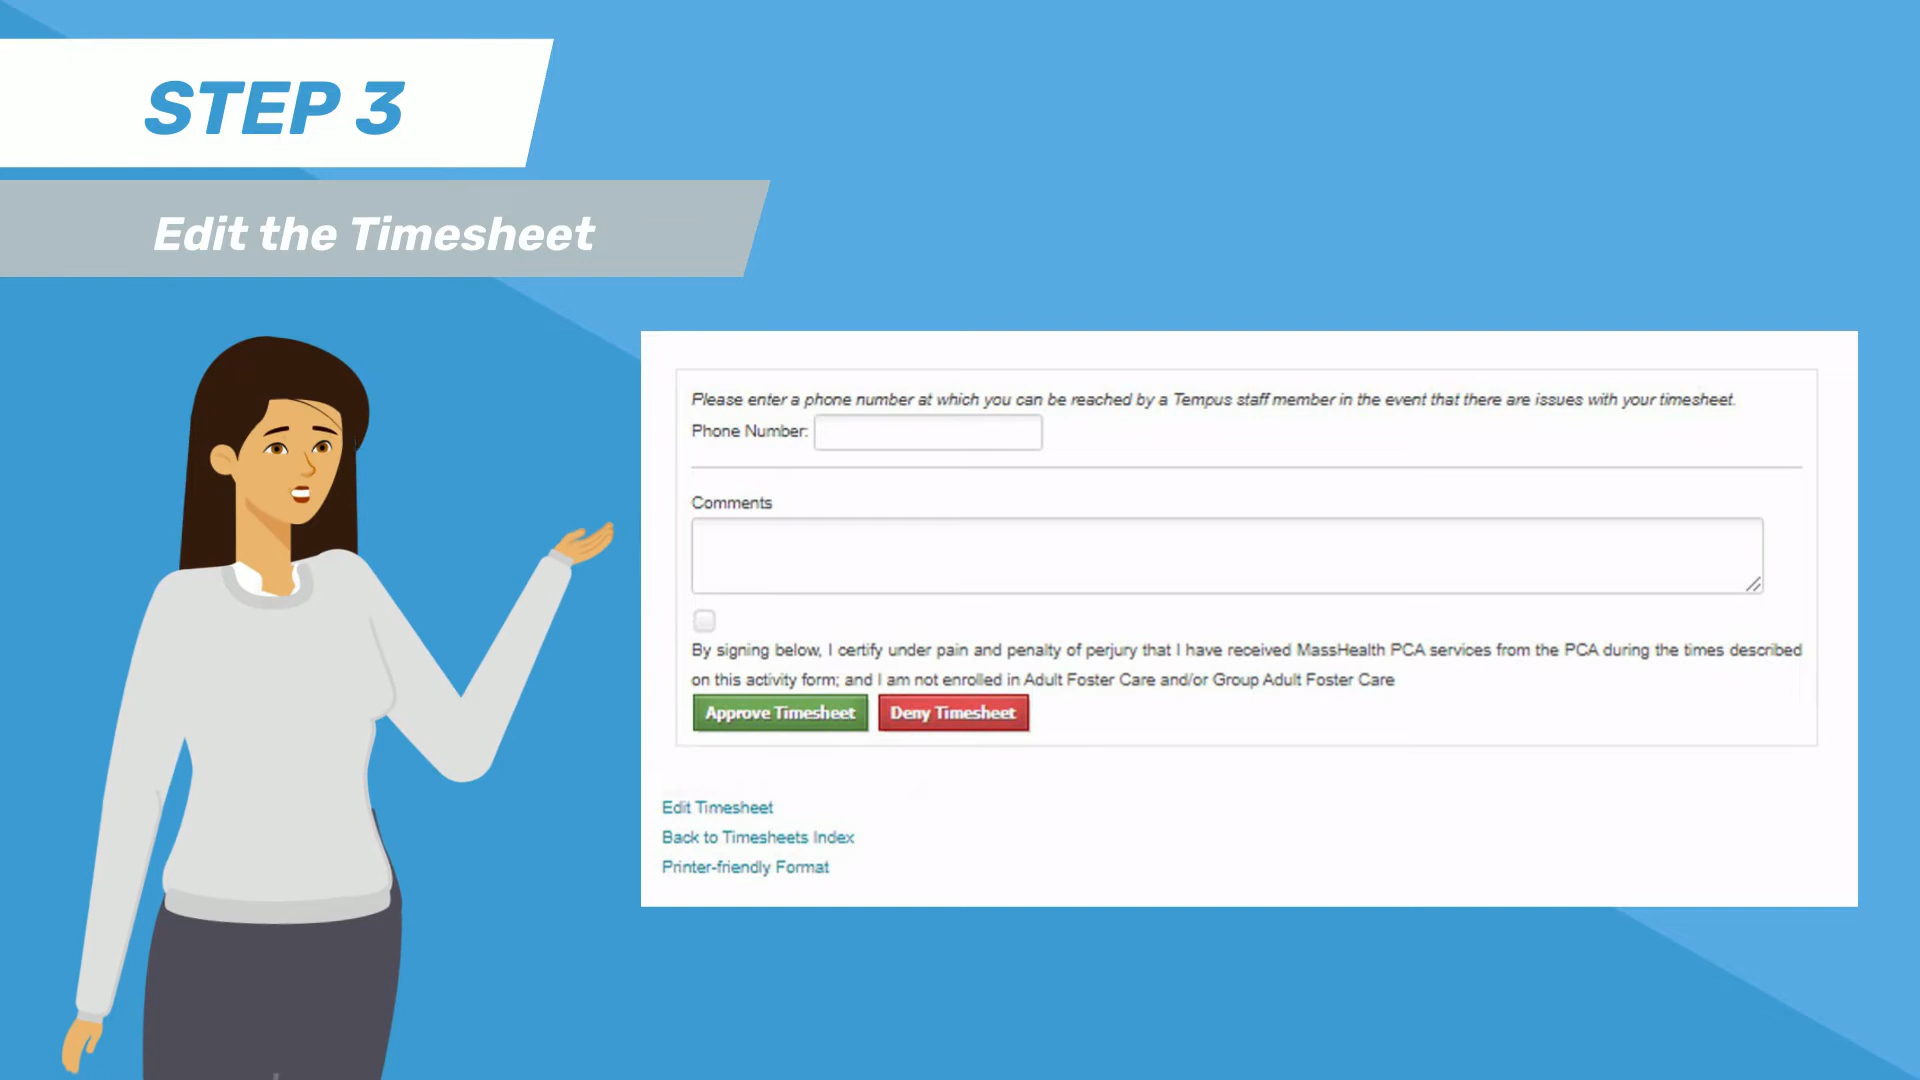 STEP 3
Edit the Timesheet
Please enter a phone number at which you can be reached by a Tempus staff member in the event that there are issues with your timesheet.
Phone Number:
Comments
By signing below, I certify under pain and penalty of perjury that I have received MassHealth PCA services from the PCA during the times described
on this activity form; and I am not enrolled in Adult Foster Care and/or Group Adult Foster Care
Approve Timesheet Deny Timesheet
Edit Timesheet
Back to Timesheets Index
Printer-friendly Format